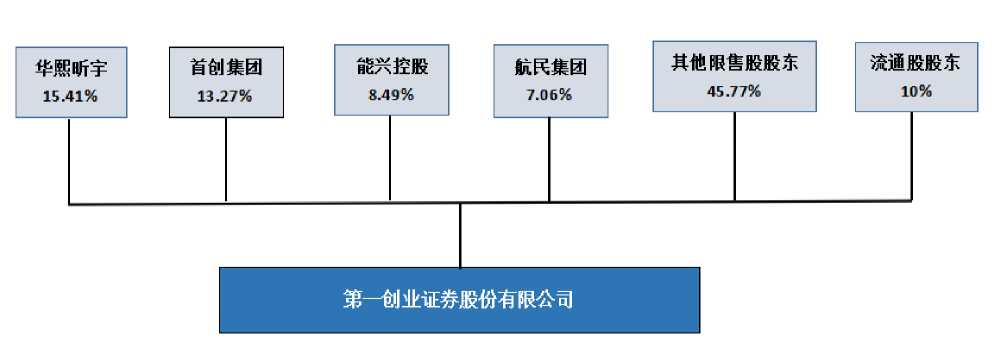 华熙昕宇
15.41%
首创集团
13.27%
能兴控股
8.49%
航民集团
7.06%
其他限售股股东
45.77%
流通股股东
10%
第一创业证券股份有限公司